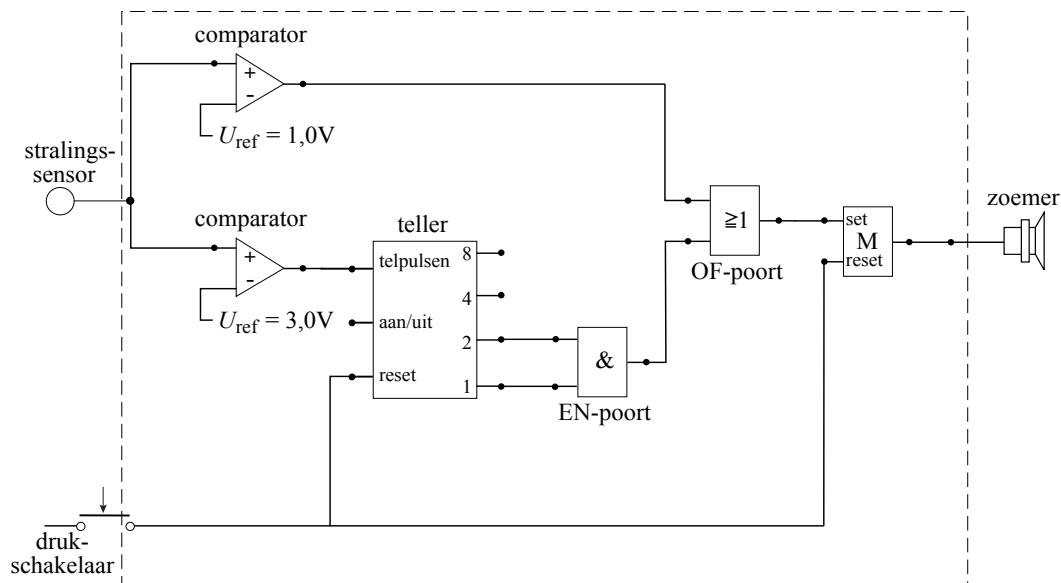 comparator
+
-
U_ref = 1,0V
stralings-
sensor
comparator
+
-
U_ref = 3,0V
teller
telpulsen
aan/uit
reset
8
4
2
1
&
EN-poort
≧1
OF-poort
set
M
reset
zoemer
druk-
schakelaar